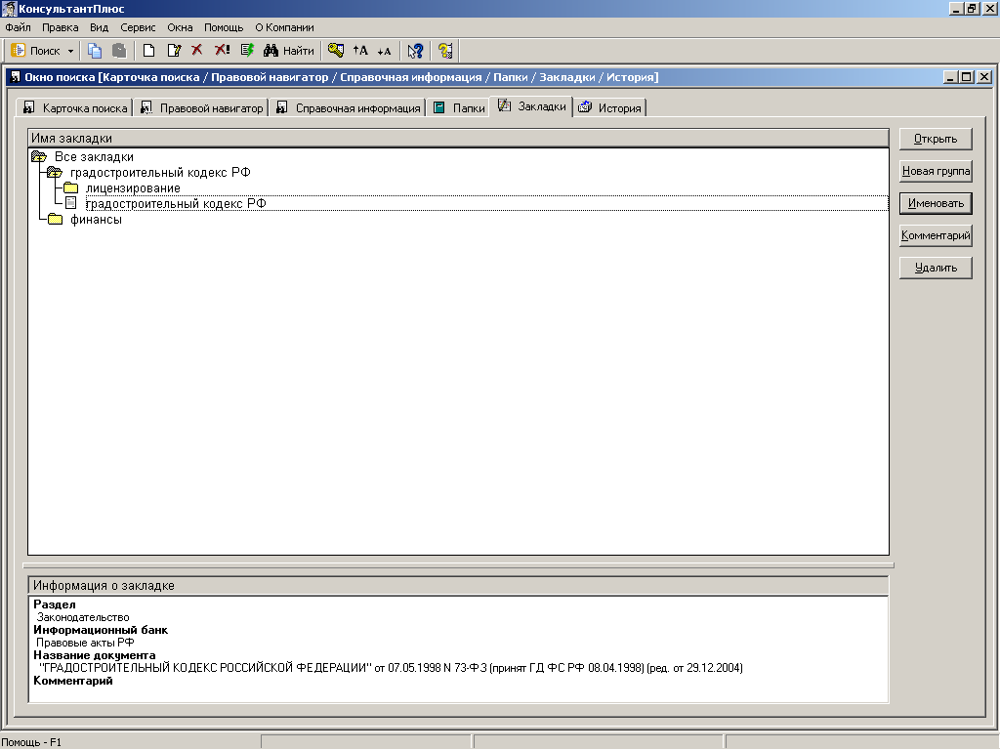 КонсультантПлюс
Файл Правка Вид Сервис Окна Помощь О Компании
Поиск Найти
Окно поиска [Карточка поиска / Правовой навигатор / Справочная информация / Папки / Закладки / История]
Карточка поиска Правовой навигатор Справочная информация Папки Закладки История
Имя закладки
Все закладки
градостроительный кодекс РФ
лицензирование
градостроительный кодекс РФ
финансы
Открыть
Новая группа
Именовать
Комментарий
Удалить
Информация о закладке
Раздел
Законодательство
Информационный банк
Правовые акты РФ
Название документа
"ГРАДОСТРОИТЕЛЬНЫЙ КОДЕКС РОССИЙСКОЙ ФЕДЕРАЦИИ" от 07.05.1998 N 73-ФЗ (принят ГД ФС РФ 08.04.1998) (ред. от 29.12.2004)
Комментарий
Помощь - F1